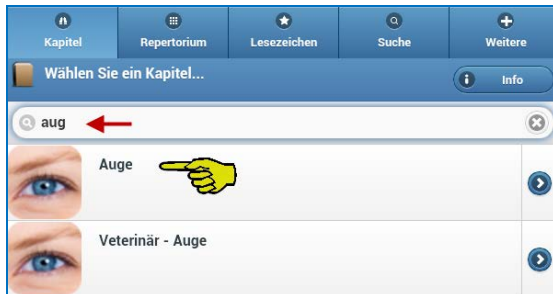 Kapitel Repertorium Lesezeichen Suche Weitere
Wählen Sie ein Kapitel... Info
aug
Auge
Veterinär - Auge